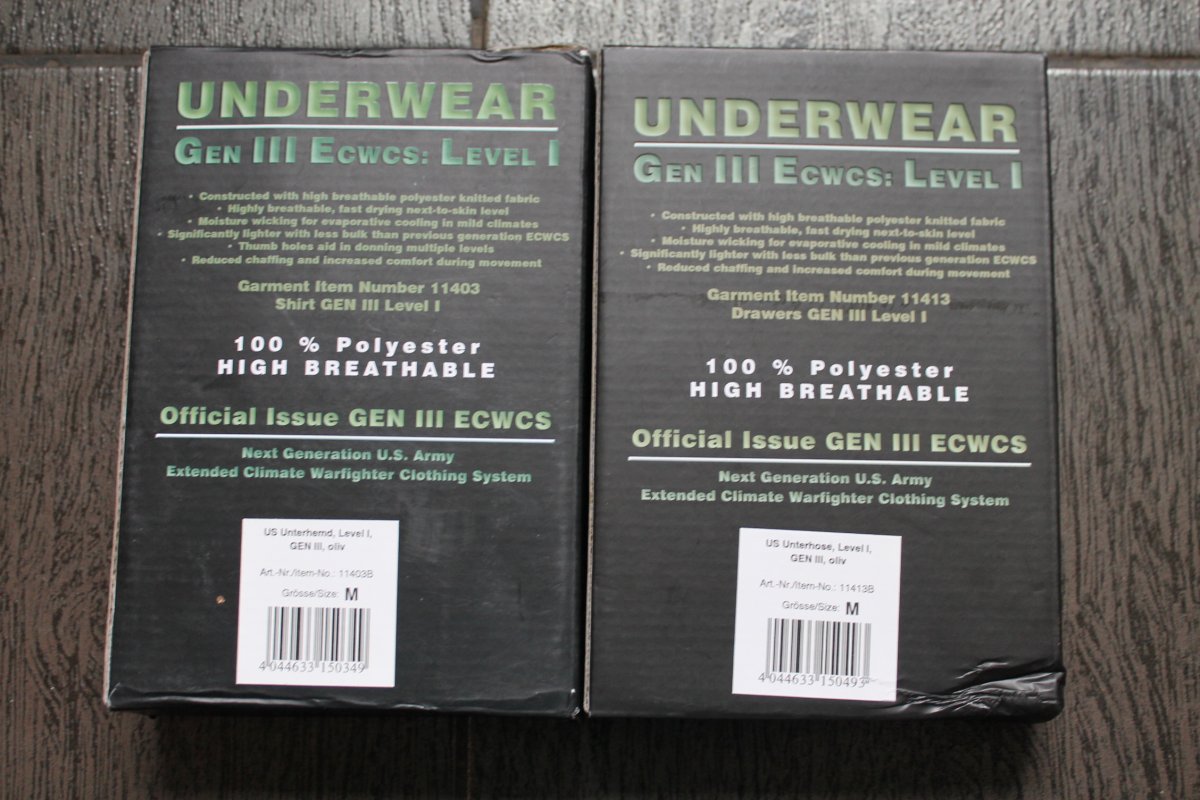 UNDERWEAR
GEN III ECWCS: LEVEL I
• Constructed with high breathable polyester knitted fabric
• Highly breathable, fast drying next-to-skin level
• Moisture wicking for evaporative cooling in mild climates
• Significantly lighter with less bulk than previous generation ECWCS
• Thumb holes aid in donning multiple levels
• Reduced chaffing and increased comfort during movement
Garment Item Number 11403
Shirt GEN III Level I
100 % Polyester
HIGH BREATHABLE
Official Issue GEN III ECWCS
Next Generation U.S. Army
Extended Climate Warfighter Clothing System
US Unterhemd, Level I,
GEN III, oliv
Art.-Nr./Item-No.: 11403B
Grösse/Size: M
4 044633 150349
UNDERWEAR
GEN III ECWCS: LEVEL I
• Constructed with high breathable polyester knitted fabric
• Highly breathable, fast drying next-to-skin level
• Moisture wicking for evaporative cooling in mild climates
• Significantly lighter with less bulk than previous generation ECWCS
• Reduced chaffing and increased comfort during movement
Garment Item Number 11413
Drawers GEN III Level I
100 % Polyester
HIGH BREATHABLE
Official Issue GEN III ECWCS
Next Generation U.S. Army
Extended Climate Warfighter Clothing System
US Unterhose, Level I,
GEN III, oliv
Art.-Nr./Item-No.: 11413B
Grösse/Size: M
4 044633 150493